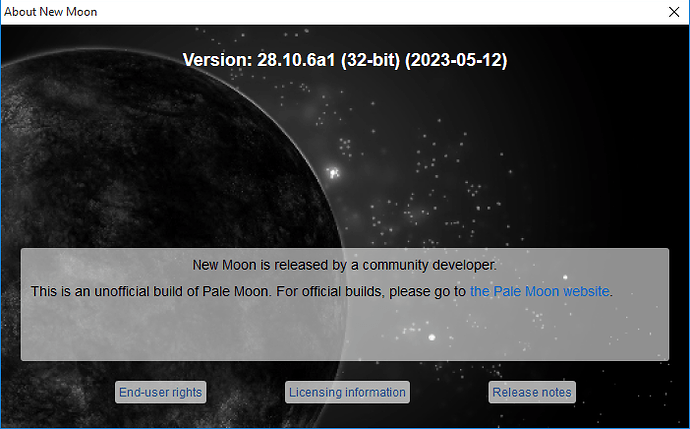 About New Moon
Version: 28.10.6a1 (32-bit) (2023-05-12)
New Moon is released by a community developer.
This is an unofficial build of Pale Moon. For official builds, please go to the Pale Moon website.
End-user rights
Licensing information
Release notes